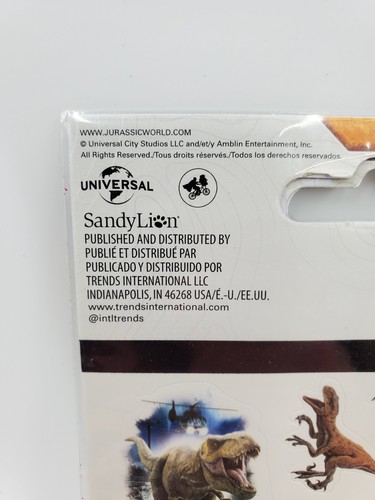 WWW.JURASSICWORLD.COM
© Universal City Studios LLC and/et/y Amblin Entertainment, Inc.
All Rights Reserved./Tous droits réservés./Todos los derechos reservados.
UNIVERSAL
SandyLion®
PUBLISHED AND DISTRIBUTED BY
PUBLIÉ ET DISTRIBUÉ PAR
PUBLICADO Y DISTRIBUIDO POR
TRENDS INTERNATIONAL LLC
INDIANAPOLIS, IN 46268 USA/É.-U./EE.UU.
www.trendsinternational.com
@intltrends